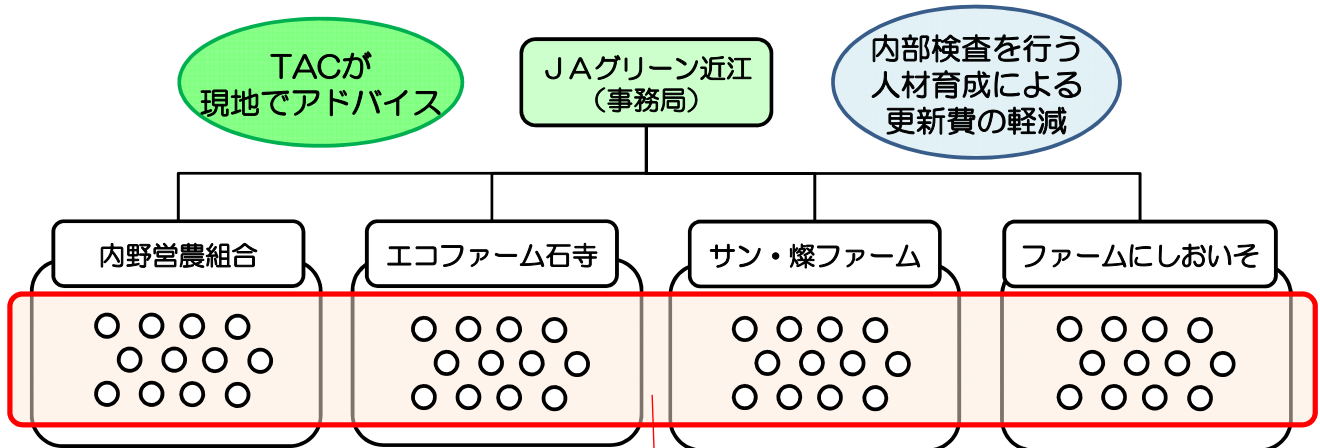 TACが
現地でアドバイス
ＪＡグリーン近江
（事務局）
内部検査を行う
人材育成による
更新費の軽減
内野営農組合
エコファーム石寺
サン・燦ファーム
ファームにしおいそ